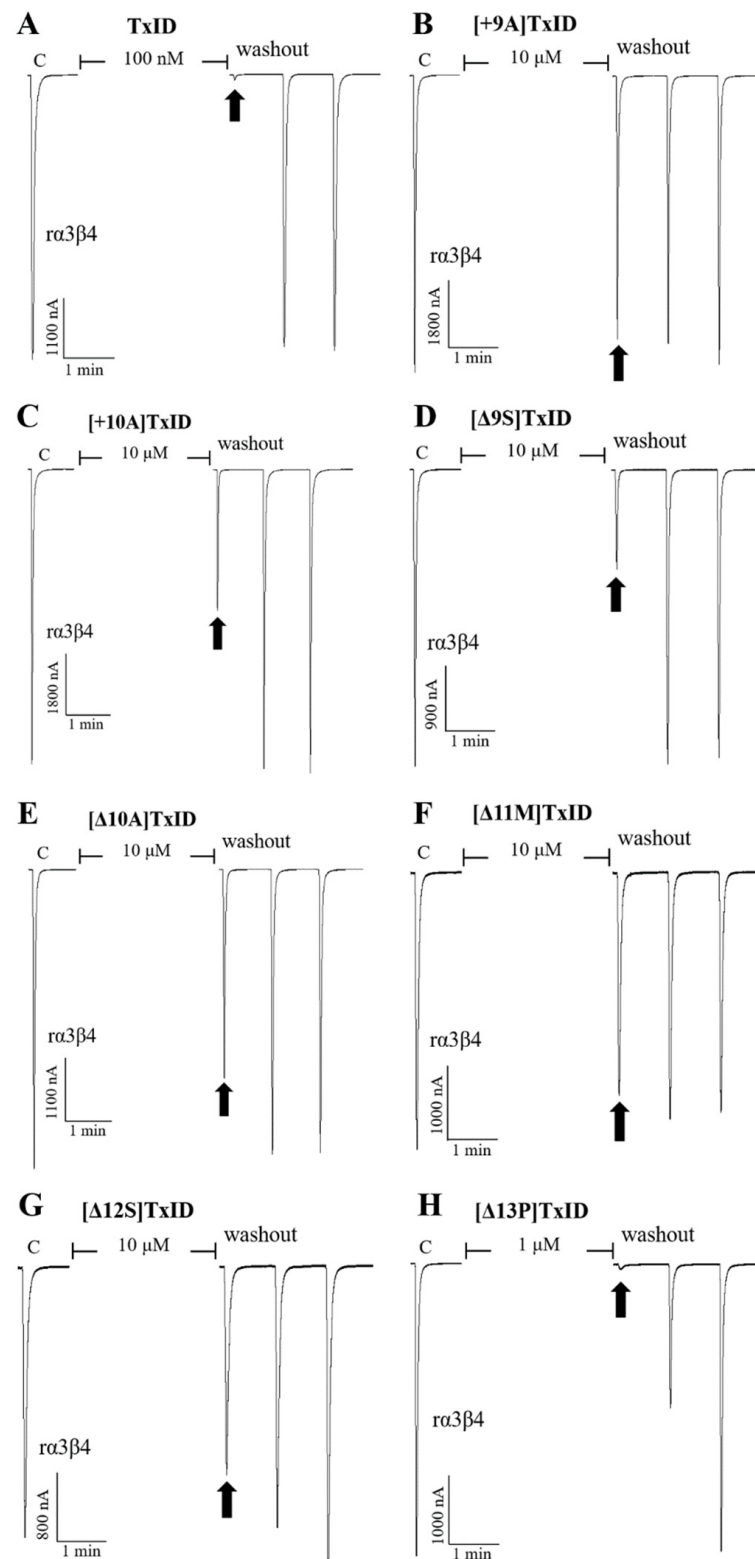 A TxID
C 100 nM washout
rα3β4
1100 nA
1 min
B [+9A]TxID
C 10 μM washout
rα3β4
1800 nA
1 min
C [+10A]TxID
C 10 μM washout
rα3β4
1800 nA
1 min
D [Δ9S]TxID
C 10 μM washout
rα3β4
900 nA
1 min
E [Δ10A]TxID
C 10 μM washout
rα3β4
1100 nA
1 min
F [Δ11M]TxID
C 10 μM washout
rα3β4
1000 nA
1 min
G [Δ12S]TxID
C 10 μM washout
rα3β4
800 nA
1 min
H [Δ13P]TxID
C 1 μM washout
rα3β4
1000 nA
1 min